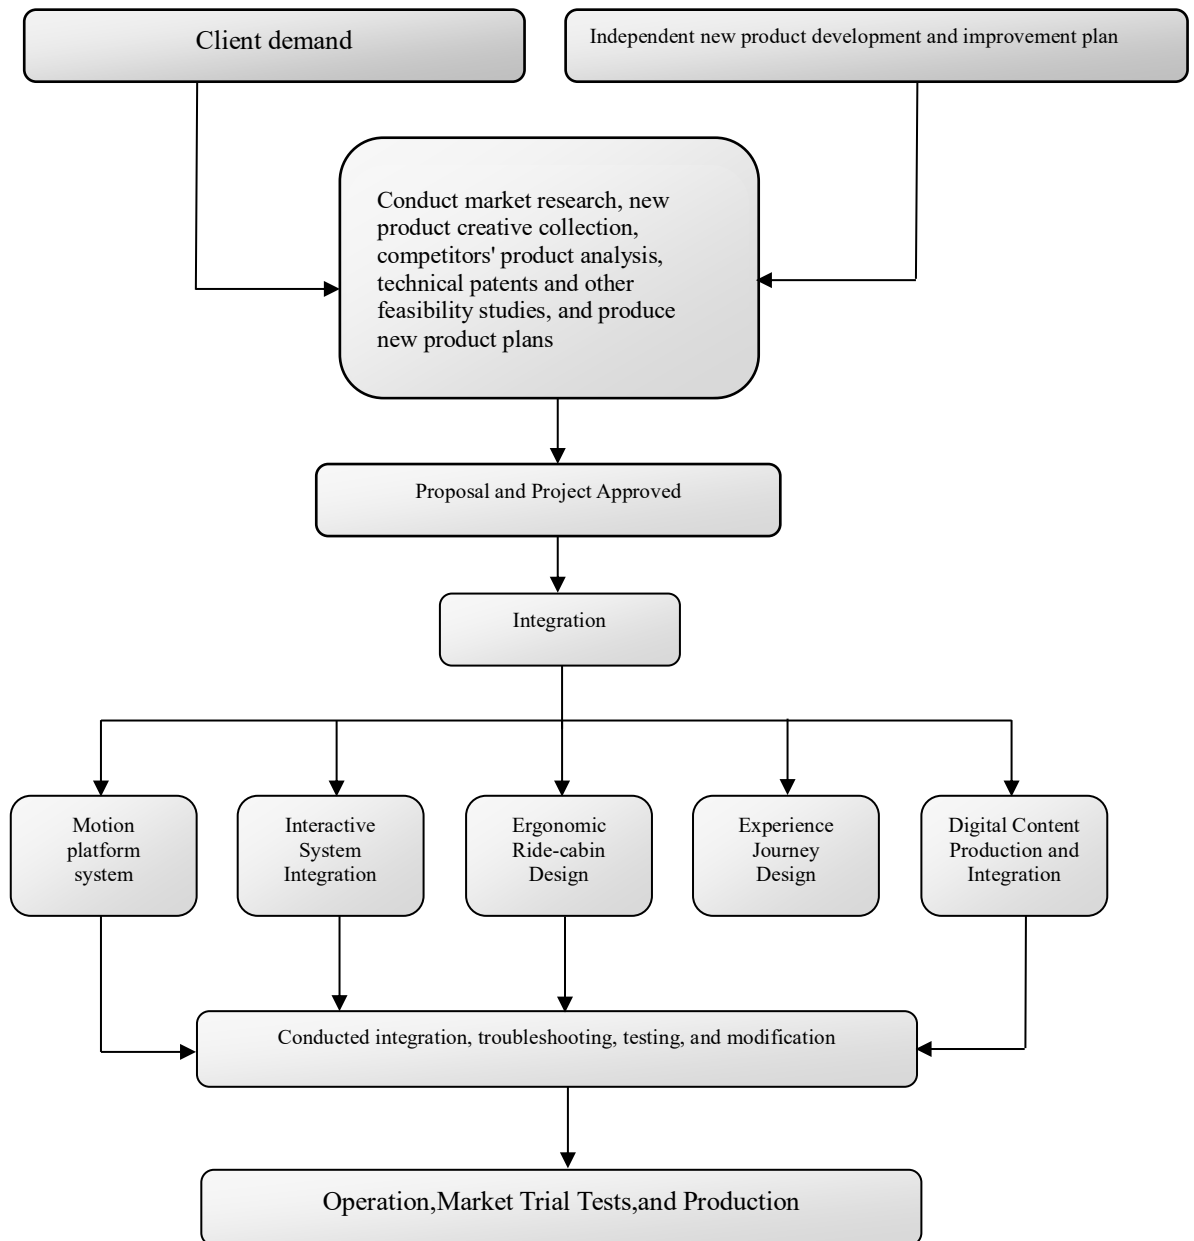 Client demand
Independent new product development and improvement plan
Conduct market research, new
product creative collection,
competitors' product analysis,
technical patents and other
feasibility studies, and produce
new product plans
Proposal and Project Approved
Integration
Motion
platform
system
Interactive
System
Integration
Ergonomic
Ride-cabin
Design
Experience
Journey
Design
Digital Content
Production and
Integration
Conducted integration, troubleshooting, testing, and modification
Operation,Market Trial Tests,and Production